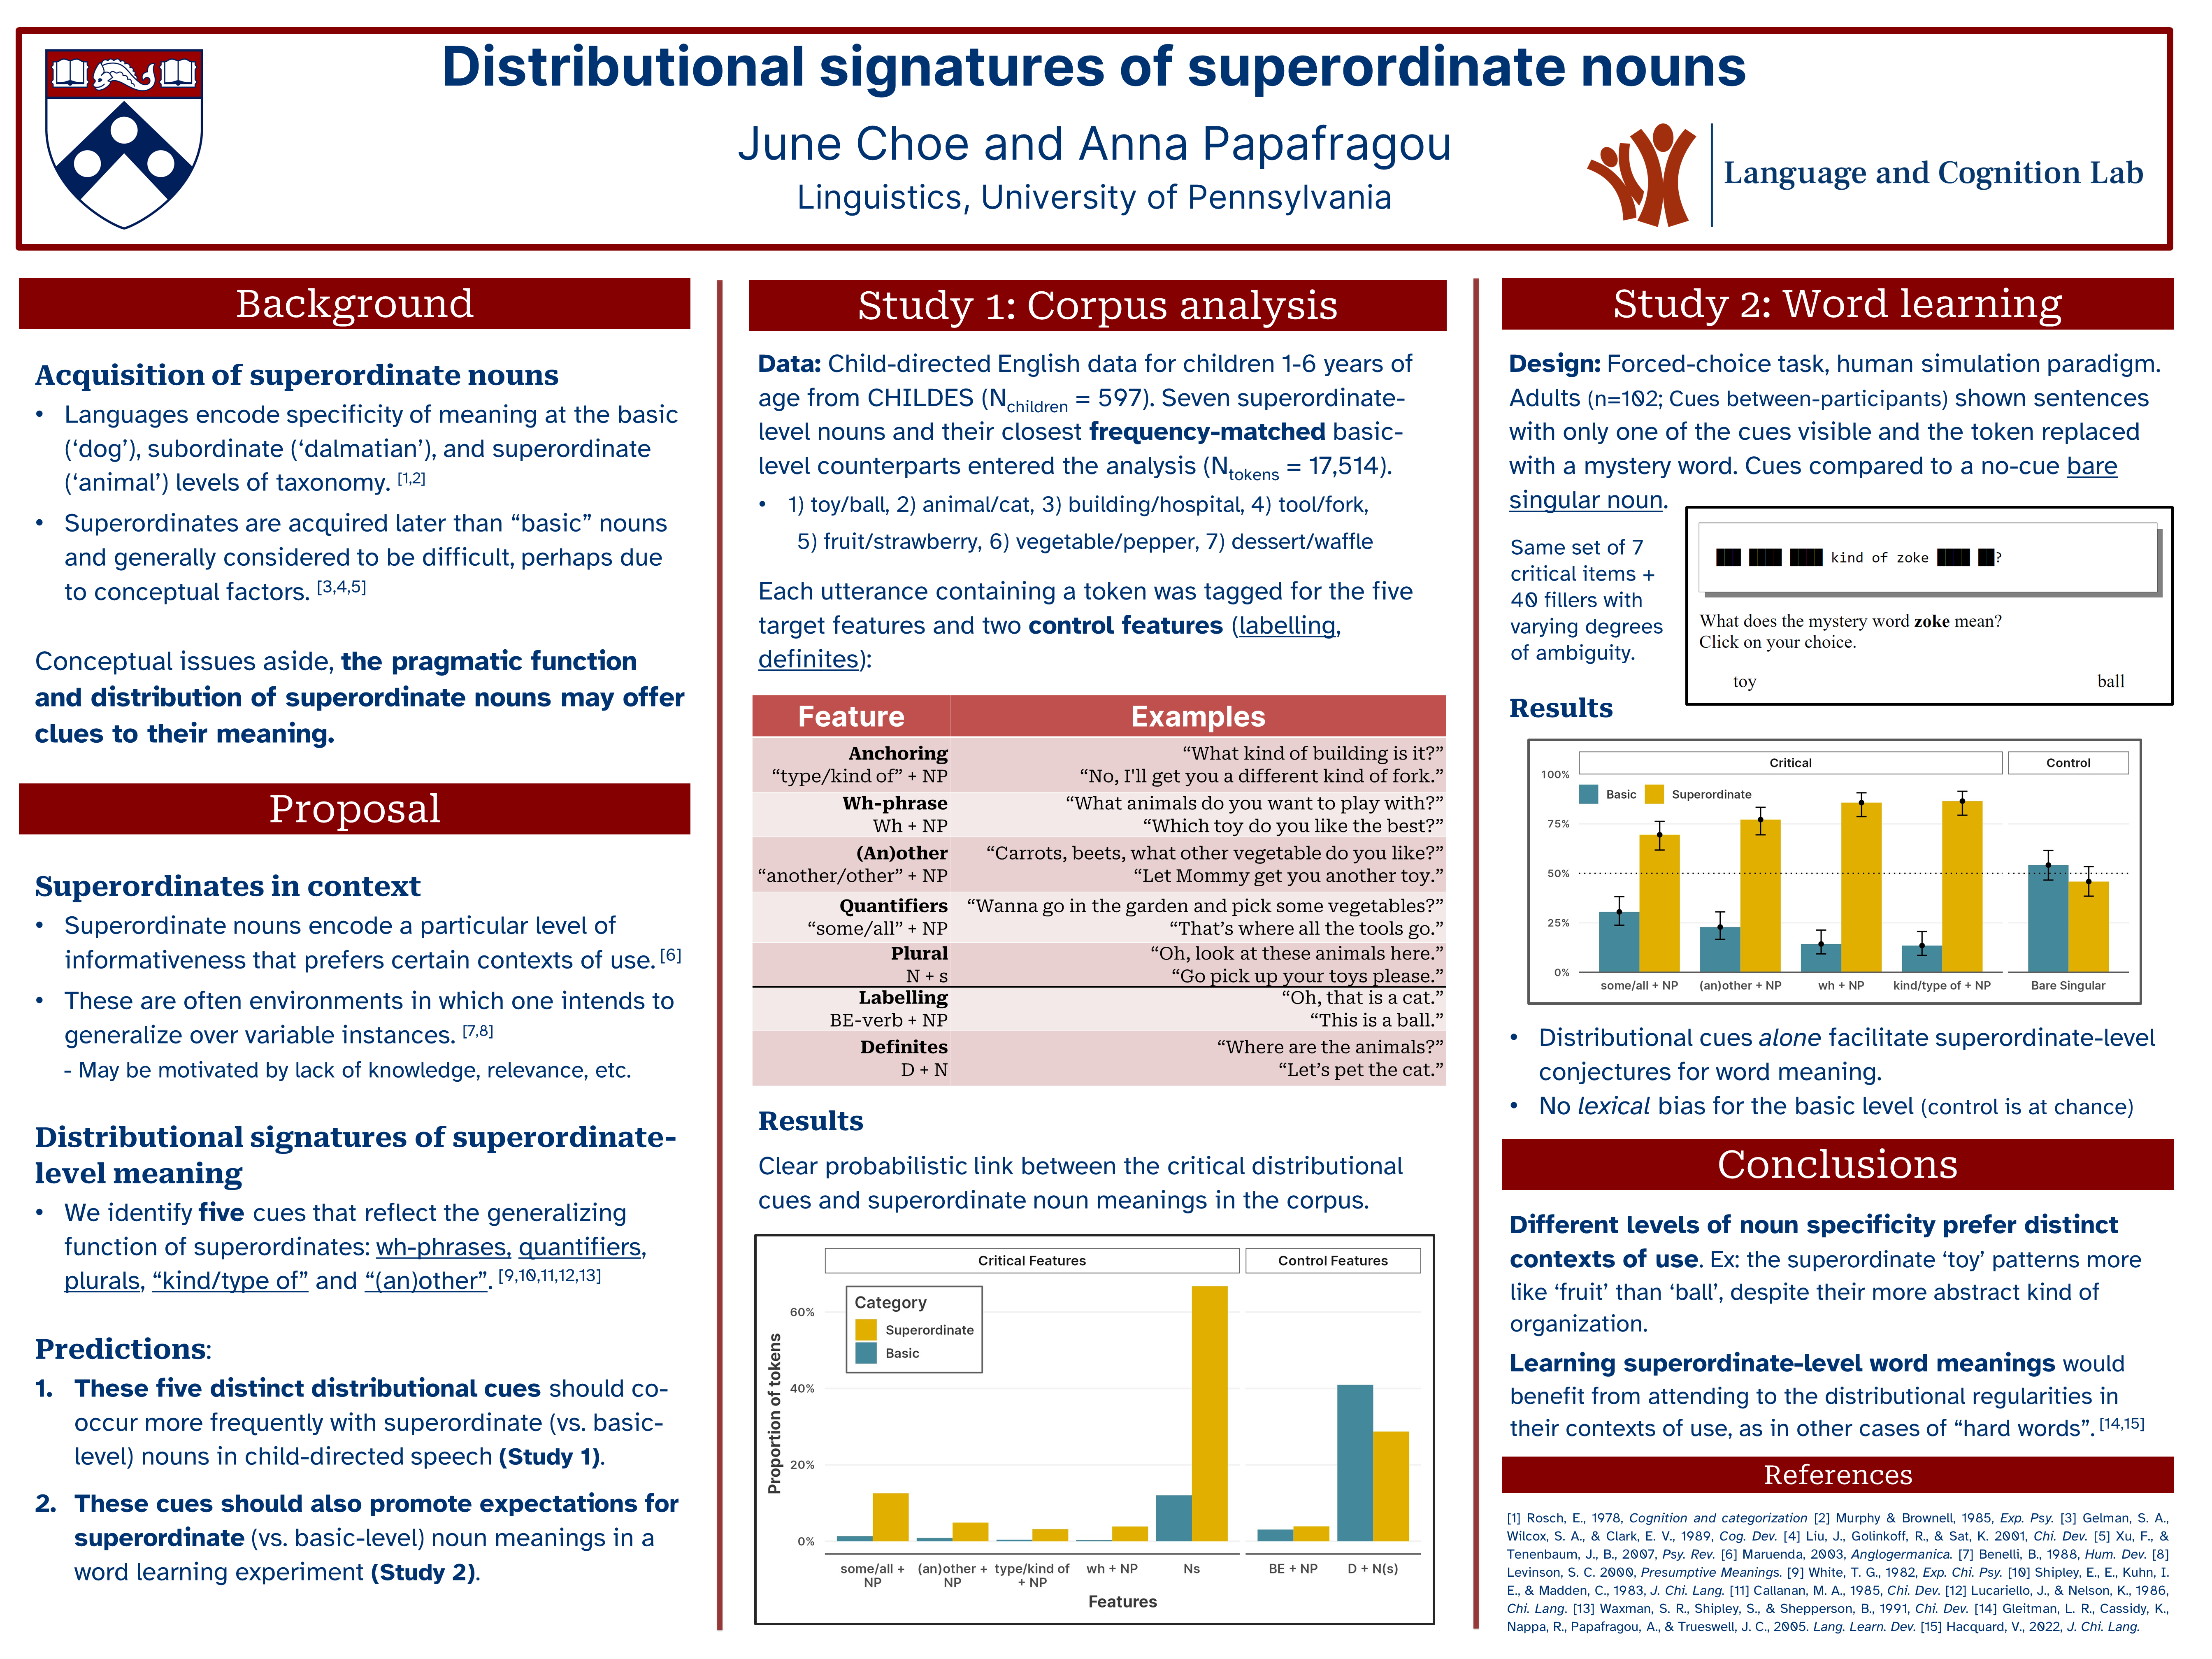 Distributional signatures of superordinate nouns
June Choe and Anna Papafragou
Linguistics, University of Pennsylvania
Language and Cognition Lab
Background
Acquisition of superordinate nouns
• Languages encode specificity of meaning at the basic
(‘dog’), subordinate (‘dalmatian’), and superordinate
(‘animal’) levels of taxonomy. [1,2]
• Superordinates are acquired later than “basic” nouns
and generally considered to be difficult, perhaps due
to conceptual factors. [3,4,5]
Conceptual issues aside, the pragmatic function
and distribution of superordinate nouns may offer
clues to their meaning.
Proposal
Superordinates in context
• Superordinate nouns encode a particular level of
informativeness that prefers certain contexts of use. [6]
• These are often environments in which one intends to
generalize over variable instances. [7,8]
- May be motivated by lack of knowledge, relevance, etc.
Distributional signatures of superordinate-
level meaning
• We identify five cues that reflect the generalizing
function of superordinates: wh-phrases, quantifiers,
plurals, “kind/type of” and “(an)other”. [9,10,11,12,13]
Predictions:
1. These five distinct distributional cues should co-
occur more frequently with superordinate (vs. basic-
level) nouns in child-directed speech (Study 1).
2. These cues should also promote expectations for
superordinate (vs. basic-level) noun meanings in a
word learning experiment (Study 2).
Study 1: Corpus analysis
Data: Child-directed English data for children 1-6 years of
age from CHILDES (Nchildren = 597). Seven superordinate-
level nouns and their closest frequency-matched basic-
level counterparts entered the analysis (Ntokens = 17,514).
• 1) toy/ball, 2) animal/cat, 3) building/hospital, 4) tool/fork,
5) fruit/strawberry, 6) vegetable/pepper, 7) dessert/waffle
Each utterance containing a token was tagged for the five
target features and two control features (labelling,
definites):
Feature Examples
Anchoring “What kind of building is it?”
“type/kind of” + NP “No, I'll get you a different kind of fork.”
Wh-phrase “What animals do you want to play with?”
Wh + NP “Which toy do you like the best?”
(An)other “Carrots, beets, what other vegetable do you like?”
“another/other” + NP “Let Mommy get you another toy.”
Quantifiers “Wanna go in the garden and pick some vegetables?”
“some/all” + NP “That’s where all the tools go.”
Plural “Oh, look at these animals here.”
N + s “Go pick up your toys please.”
Labelling “Oh, that is a cat.”
BE-verb + NP “This is a ball.”
Definites “Where are the animals?”
D + N “Let’s pet the cat.”
Results
Clear probabilistic link between the critical distributional
cues and superordinate noun meanings in the corpus.
Critical Features Control Features
Category
Superordinate
Basic
Proportion of tokens
60%
40%
20%
0%
some/all + (an)other + type/kind of wh + NP Ns BE + NP D + N(s)
NP NP + NP
Features
Study 2: Word learning
Design: Forced-choice task, human simulation paradigm.
Adults (n=102; Cues between-participants) shown sentences
with only one of the cues visible and the token replaced
with a mystery word. Cues compared to a no-cue bare
singular noun.
Same set of 7
critical items +
40 fillers with
varying degrees
of ambiguity.
kind of zoke ?
What does the mystery word zoke mean?
Click on your choice.
toy ball
Results
Critical Control
Basic Superordinate
100%
75%
50%
25%
0%
some/all + NP (an)other + NP wh + NP kind/type of + NP Bare Singular
• Distributional cues alone facilitate superordinate-level
conjectures for word meaning.
• No lexical bias for the basic level (control is at chance)
Conclusions
Different levels of noun specificity prefer distinct
contexts of use. Ex: the superordinate ‘toy’ patterns more
like ‘fruit’ than ‘ball’, despite their more abstract kind of
organization.
Learning superordinate-level word meanings would
benefit from attending to the distributional regularities in
their contexts of use, as in other cases of “hard words”. [14,15]
References
[1] Rosch, E., 1978, Cognition and categorization [2] Murphy & Brownell, 1985, Exp. Psy. [3] Gelman, S. A.,
Wilcox, S. A., & Clark, E. V., 1989, Cog. Dev. [4] Liu, J., Golinkoff, R., & Sat, K. 2001, Chi. Dev. [5] Xu, F., &
Tenenbaum, J., B., 2007, Psy. Rev. [6] Maruenda, 2003, Anglogermanica. [7] Benelli, B., 1988, Hum. Dev. [8]
Levinson, S. C. 2000, Presumptive Meanings. [9] White, T. G., 1982, Exp. Chi. Psy. [10] Shipley, E., E., Kuhn, I.
E., & Madden, C., 1983, J. Chi. Lang. [11] Callanan, M. A., 1985, Chi. Dev. [12] Lucariello, J., & Nelson, K., 1986,
Chi. Lang. [13] Waxman, S. R., Shipley, S., & Shepperson, B., 1991, Chi. Dev. [14] Gleitman, L. R., Cassidy, K.,
Nappa, R., Papafragou, A., & Trueswell, J. C., 2005. Lang. Learn. Dev. [15] Hacquard, V., 2022, J. Chi. Lang.